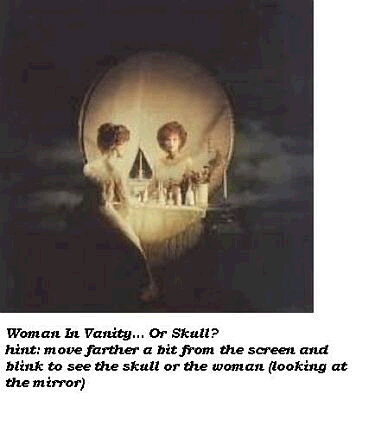 Woman In Vanity... Or Skull?
hint: move farther a bit from the screen and
blink to see the skull or the woman (looking at
the mirror)